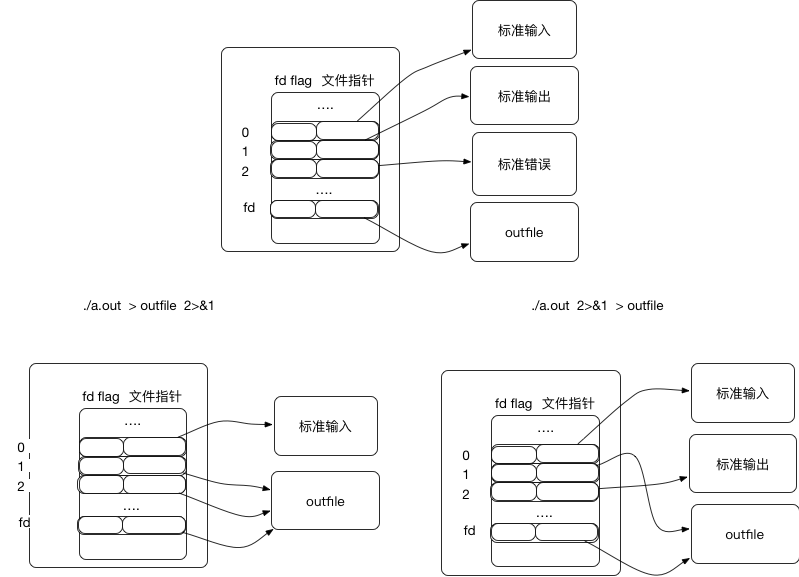 标准输入
fd flag 文件指针
....
标准输出
0
1
2
标准错误
....
fd
outfile
./a.out > outfile 2>&1
./a.out 2>&1 > outfile
fd flag 文件指针
....
标准输入
0
1
2
....
fd
outfile
fd flag 文件指针
....
标准输入
0
1
2
标准输出
....
fd
outfile